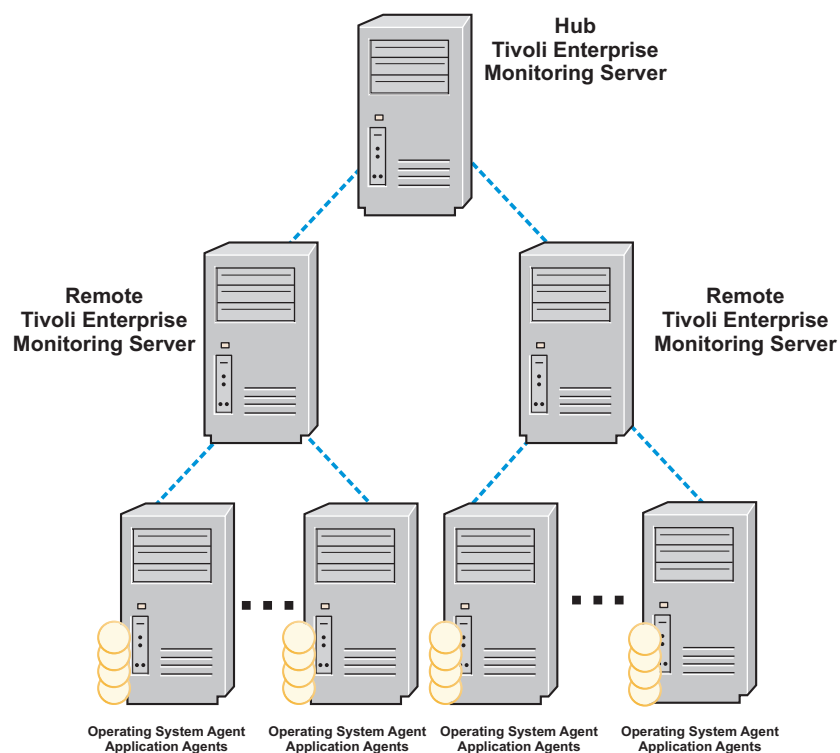 Hub
Tivoli Enterprise
Monitoring Server
Remote
Tivoli Enterprise
Monitoring Server
Remote
Tivoli Enterprise
Monitoring Server
Operating System Agent
Application Agents
Operating System Agent
Application Agents
Operating System Agent
Application Agents
Operating System Agent
Application Agents